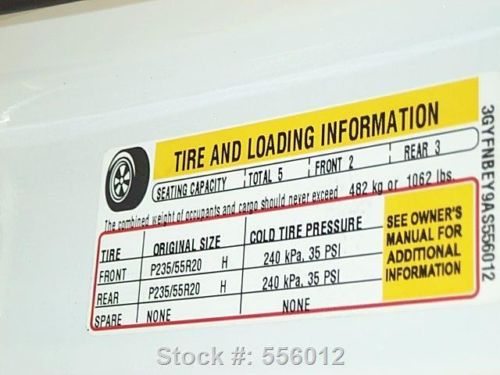 TIRE AND LOADING INFORMATION
SEATING CAPACITY TOTAL 5 FRONT 2 REAR 3
The combined weight of occupants and cargo should never exceed 482 kg or 1062 lbs.
TIRE ORIGINAL SIZE COLD TIRE PRESSURE
FRONT P235/55R20 H 240 kPa, 35 PSI
REAR P235/55R20 H 240 kPa, 35 PSI
SPARE NONE NONE
SEE OWNER'S
MANUAL FOR
ADDITIONAL
INFORMATION
3GYFNBEY9AS556012
Stock #: 556012